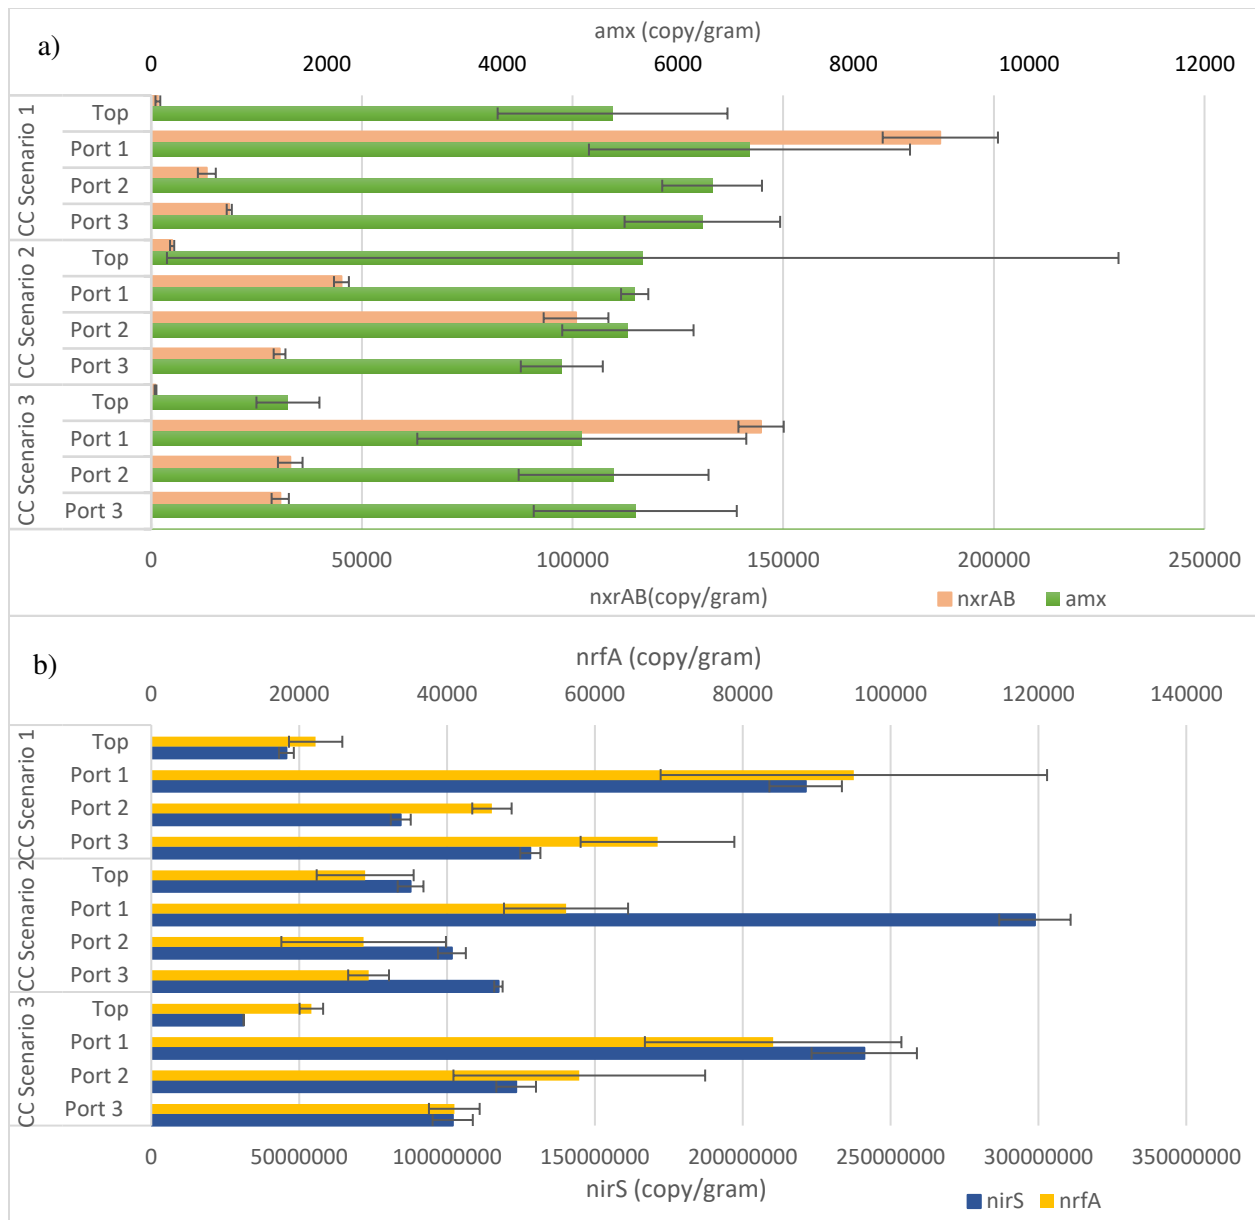 a)
amx (copy/gram)
0 2000 4000 6000 8000 10000 12000
CC Scenario 1
Top
Port 1
Port 2
Port 3
CC Scenario 2
Top
Port 1
Port 2
Port 3
CC Scenario 3
Top
Port 1
Port 2
Port 3
0 50000 100000 150000 200000 250000
nxrAB(copy/gram)
nxrAB amx
b)
nrfA (copy/gram)
0 20000 40000 60000 80000 100000 120000 140000
CC Scenario 1
Top
Port 1
Port 2
Port 3
CC Scenario 2
Top
Port 1
Port 2
Port 3
CC Scenario 3
Top
Port 1
Port 2
Port 3
0 50000000 100000000 150000000 200000000 250000000 300000000 350000000
nirS (copy/gram)
nirS nrfA